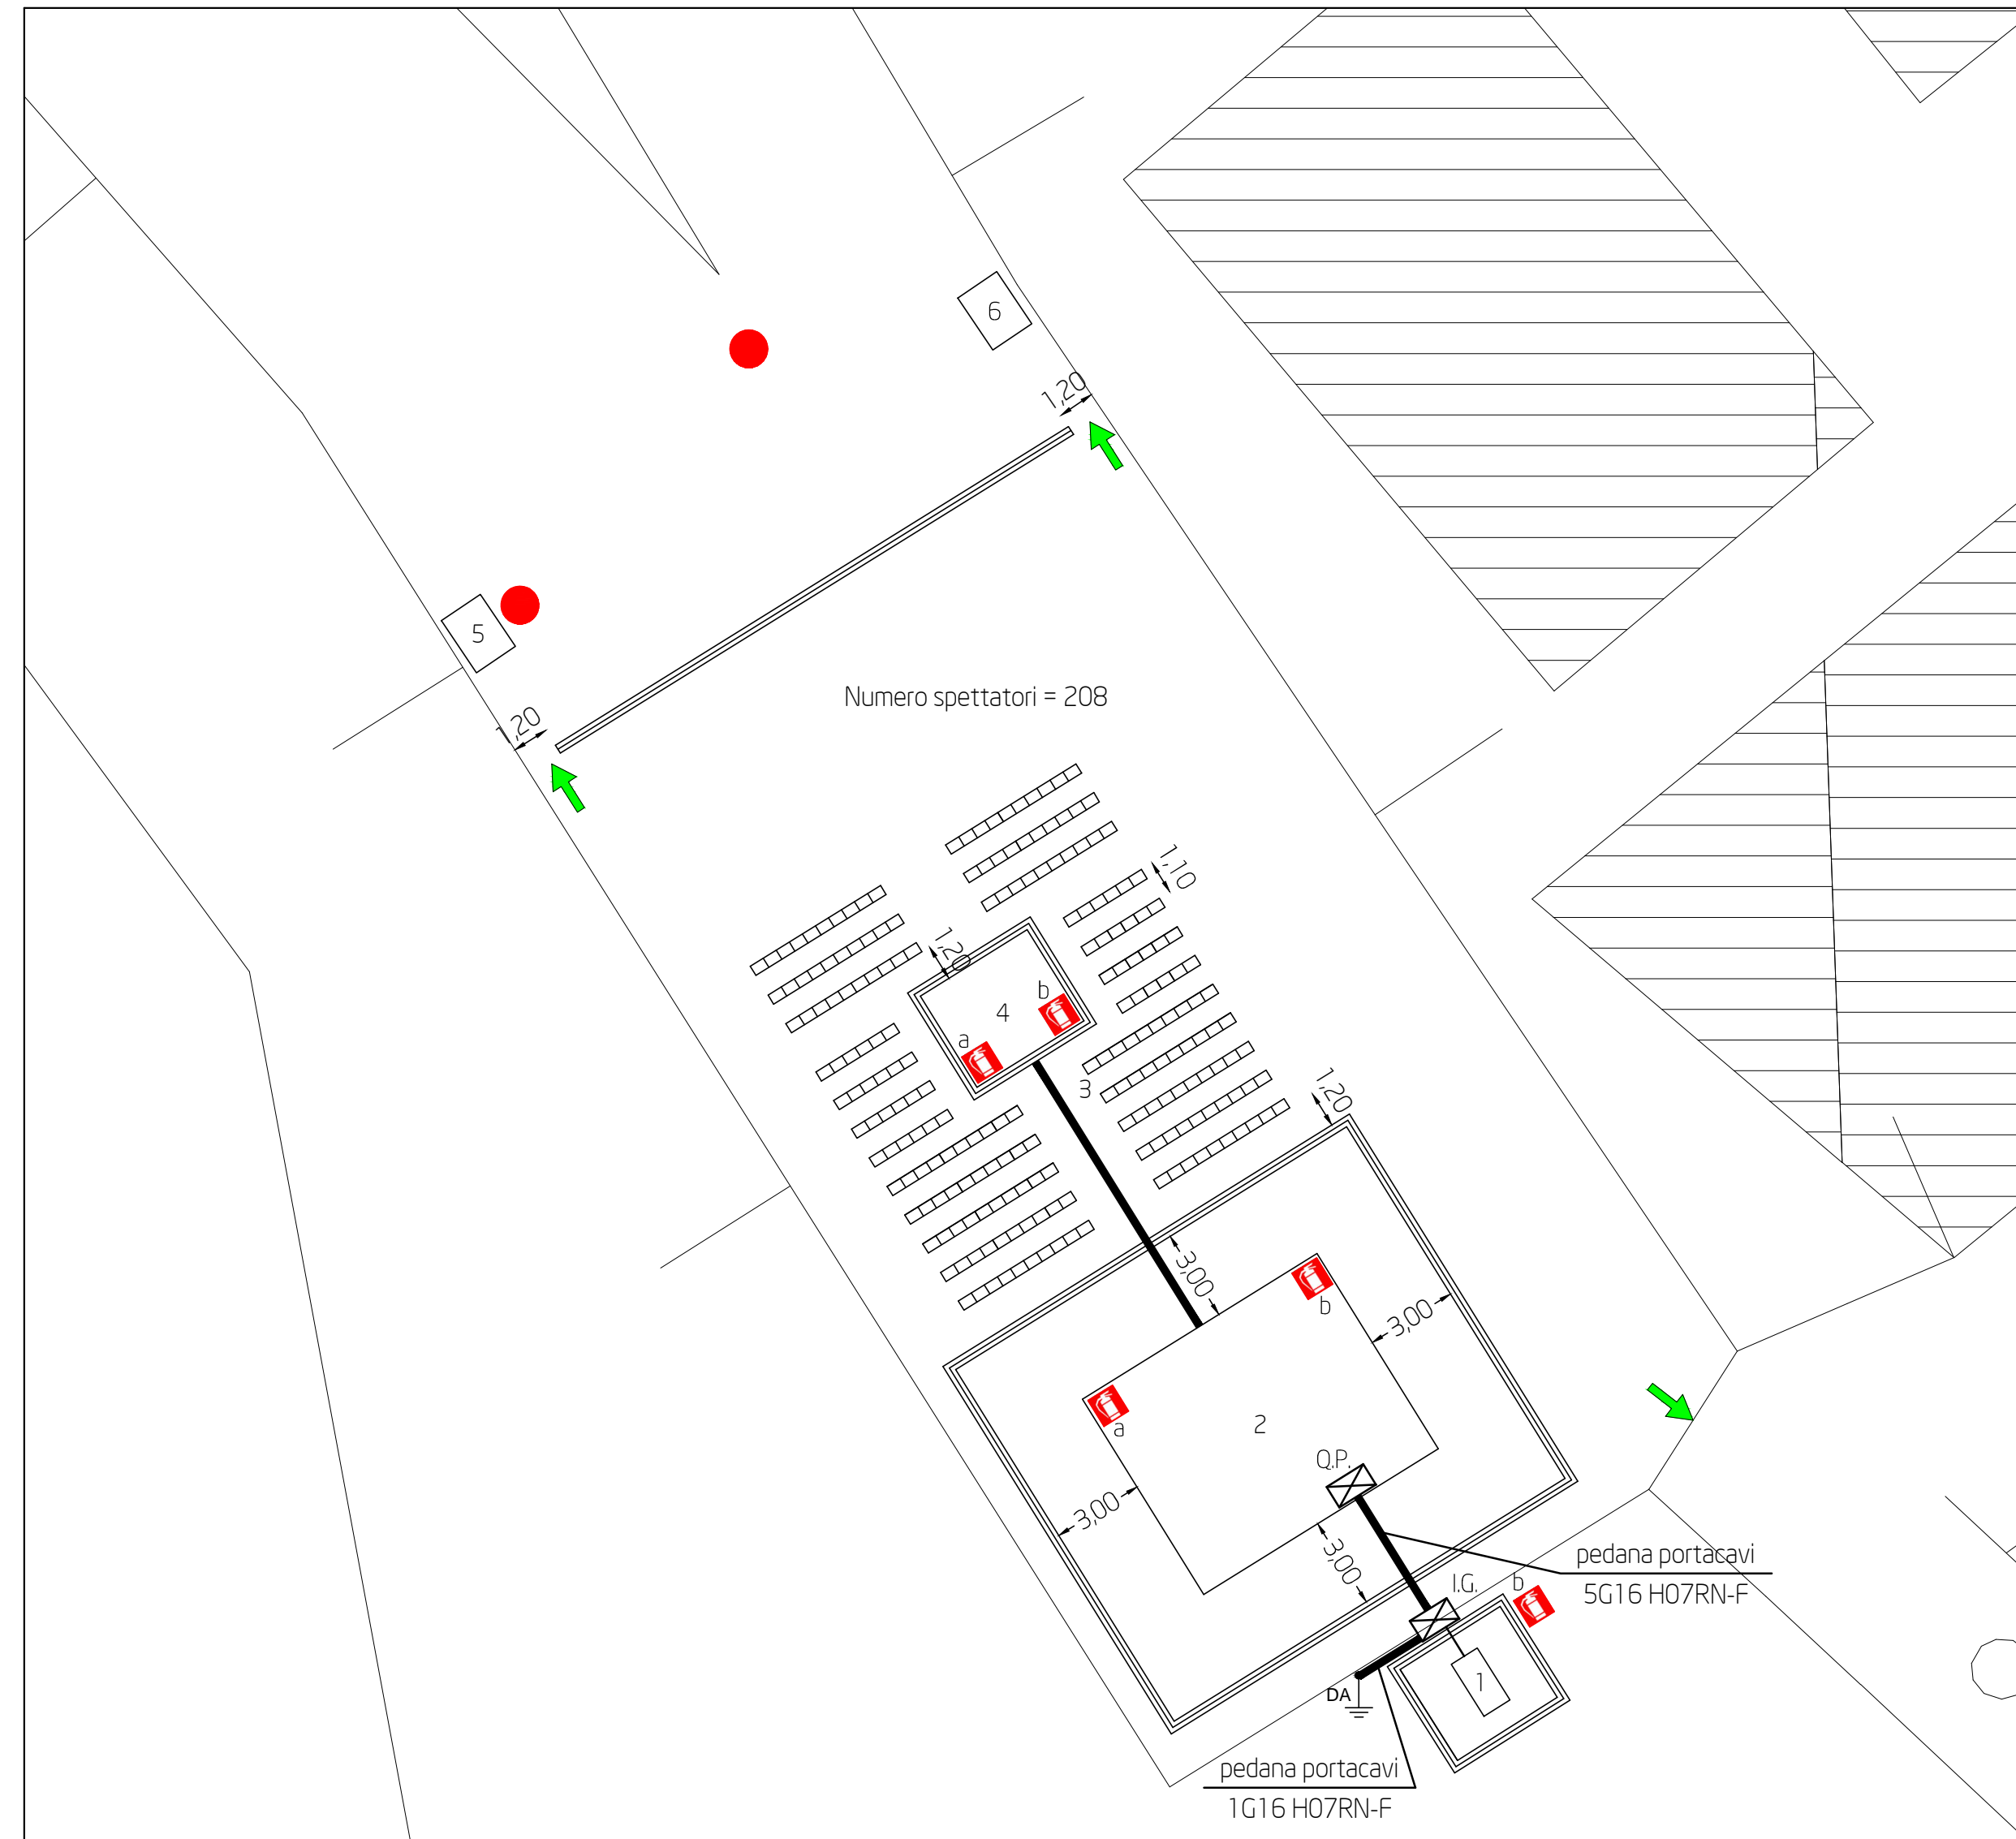 6
1,20
5
1,20
Numero spettatori = 208
1,10
1,20
b
4
a
3
1,20
3,00
b
3,00
a
2
Q.P.
3,00
3,00
pedana portacavi
5G16 H07RN-F
I.G.
b
1
DA
pedana portacavi
1G16 H07RN-F